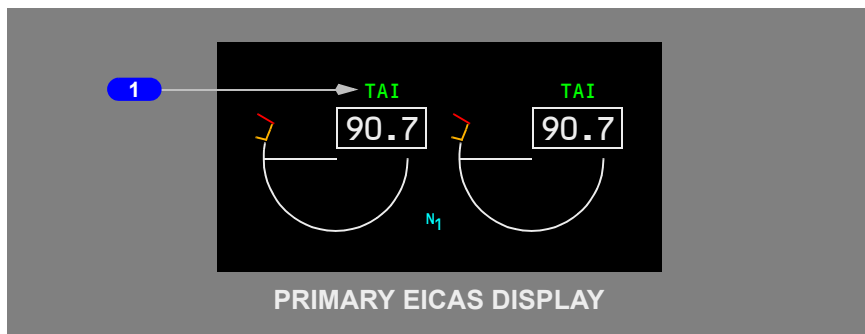 1
TAI TAI
90.7 90.7
N1
PRIMARY EICAS DISPLAY